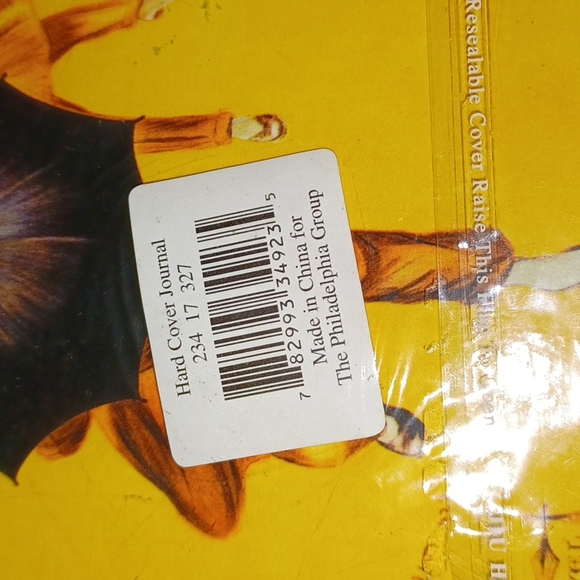 Hard Cover Journal
234 17 327
7 82993 34923 5
Made in China for
The Philadelphia Group
Resealable Cover Raise This